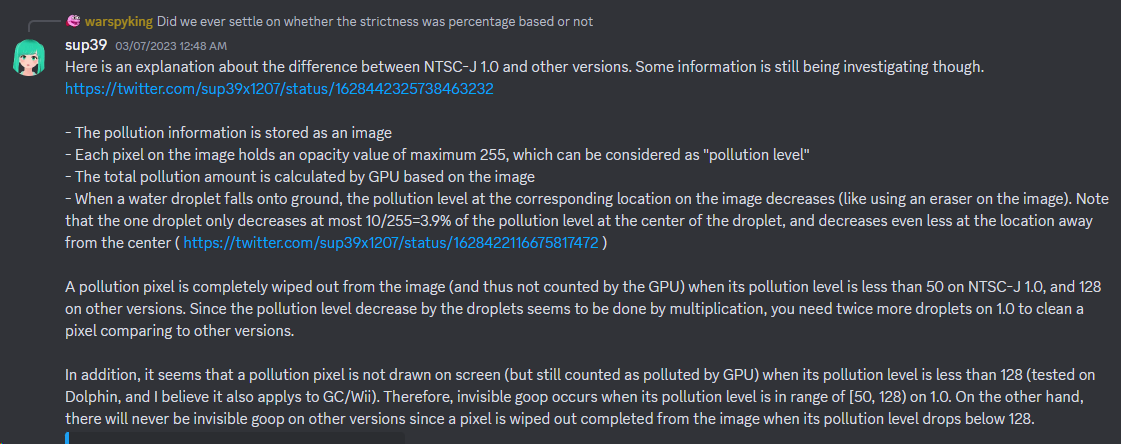 warspyking Did we ever settle on whether the strictness was percentage based or not
sup39 03/07/2023 12:48 AM
Here is an explanation about the difference between NTSC-J 1.0 and other versions. Some information is still being investigating though.
https://twitter.com/sup39x1207/status/1628442325738463232
- The pollution information is stored as an image
- Each pixel on the image holds an opacity value of maximum 255, which can be considered as "pollution level"
- The total pollution amount is calculated by GPU based on the image
- When a water droplet falls onto ground, the pollution level at the corresponding location on the image decreases (like using an eraser on the image). Note
that the one droplet only decreases at most 10/255=3.9% of the pollution level at the center of the droplet, and decreases even less at the location away
from the center ( https://twitter.com/sup39x1207/status/1628422116675817472 )
A pollution pixel is completely wiped out from the image (and thus not counted by the GPU) when its pollution level is less than 50 on NTSC-J 1.0, and 128
on other versions. Since the pollution level decrease by the droplets seems to be done by multiplication, you need twice more droplets on 1.0 to clean a
pixel comparing to other versions.
In addition, it seems that a pollution pixel is not drawn on screen (but still counted as polluted by GPU) when its pollution level is less than 128 (tested on
Dolphin, and I believe it also applys to GC/Wii). Therefore, invisible goop occurs when its pollution level is in range of [50, 128) on 1.0. On the other hand,
there will never be invisible goop on other versions since a pixel is wiped out completed from the image when its pollution level drops below 128.